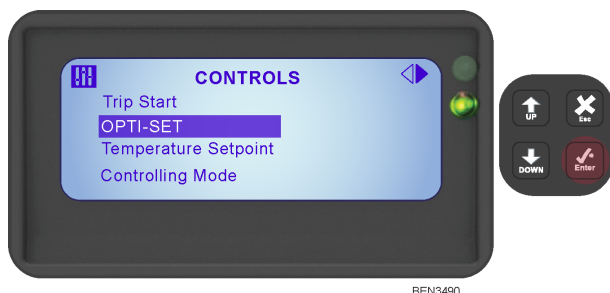 CONTROLS
Trip Start
OPTI-SET
Temperature Setpoint
Controlling Mode
UP
Esc
DOWN
Enter
BEN3490